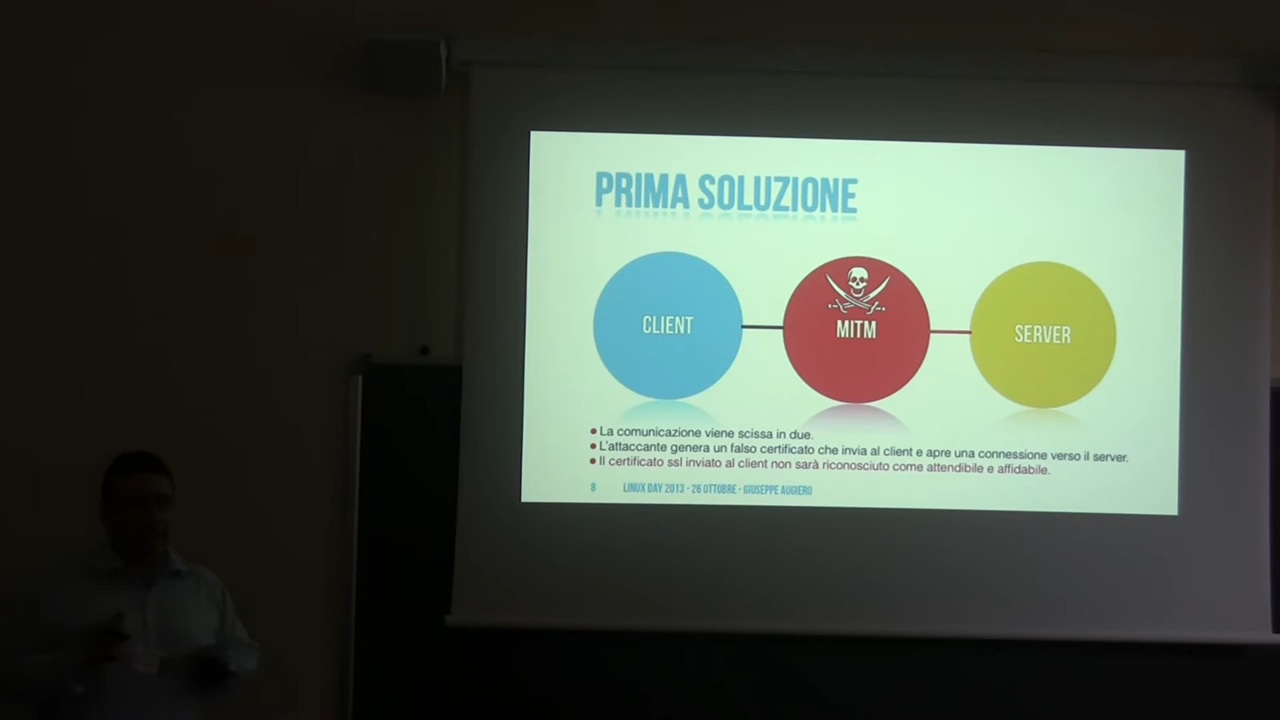 PRIMA SOLUZIONE
CLIENT
MITM
SERVER
La comunicazione viene scissa in due.
L'attaccante genera un falso certificato che invia al client e apre una connessione verso il server.
Il certificato ssl inviato al client non sarà riconosciuto come attendibile e affidabile.
8 LINUX DAY 2013 - 26 OTTOBRE - GIUSEPPE AUGIERO